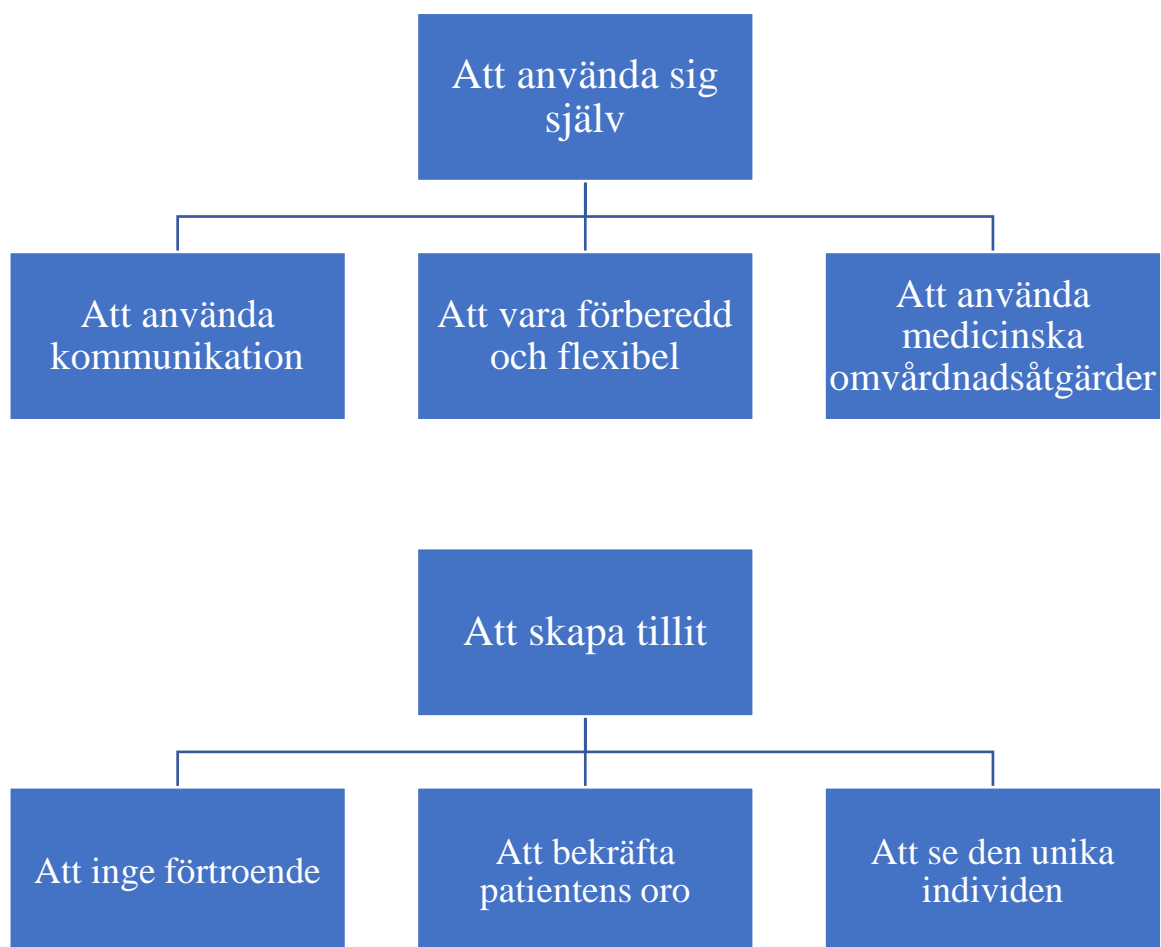 Att använda sig
själv
Att använda
kommunikation
Att vara förberedd
och flexibel
Att använda
medicinska
omvårdnadsåtgärder
Att skapa tillit
Att inge förtroende
Att bekräfta
patientens oro
Att se den unika
individen